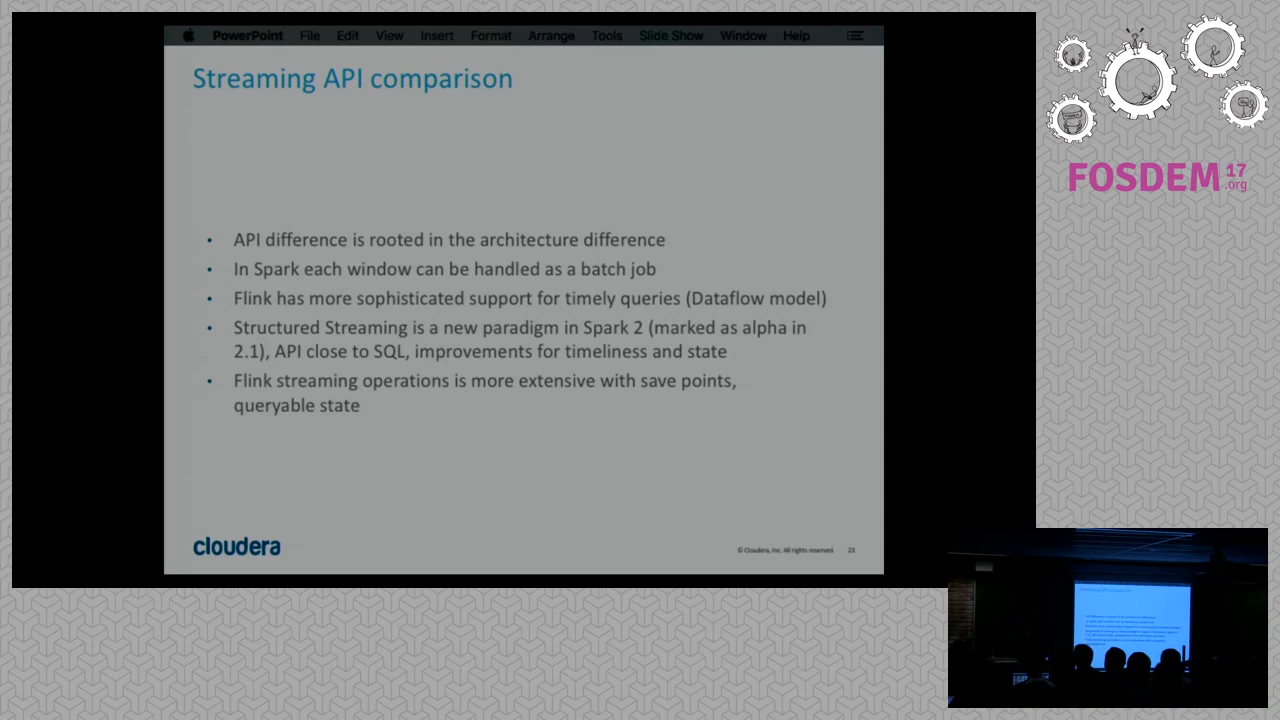 PowerPoint File Edit View Insert Format Arrange Tools Slide Show Window Help
Streaming API comparison
• API difference is rooted in the architecture difference
• In Spark each window can be handled as a batch job
• Flink has more sophisticated support for timely queries (Dataflow model)
• Structured Streaming is a new paradigm in Spark 2 (marked as alpha in
2.1), API close to SQL, improvements for timeliness and state
• Flink streaming operations is more extensive with save points,
queryable state
cloudera
© Cloudera, Inc. All rights reserved. 23
FOSDEM 17
.org